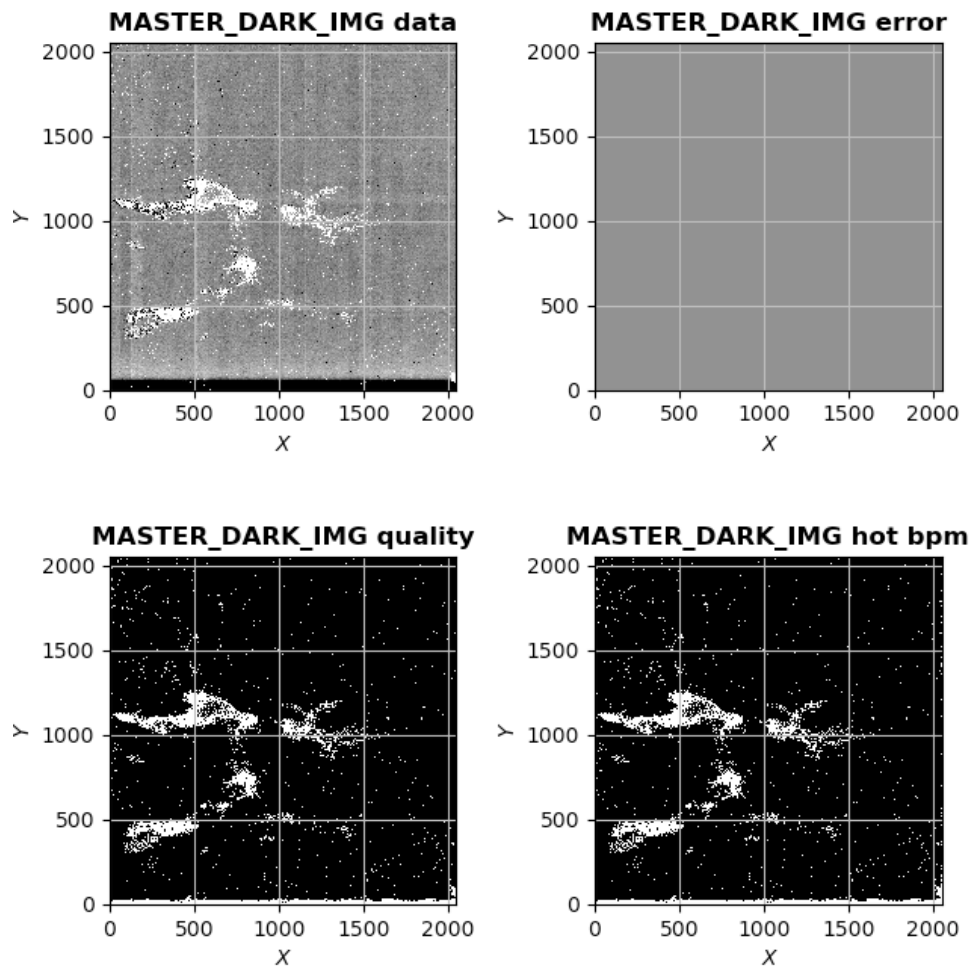 MASTER_DARK_IMG data
2000
1500
1000
500
0
Y
0 500 1000 1500 2000
X
MASTER_DARK_IMG error
2000
1500
1000
500
0
Y
0 500 1000 1500 2000
X
MASTER_DARK_IMG quality
2000
1500
1000
500
0
Y
0 500 1000 1500 2000
X
MASTER_DARK_IMG hot bpm
2000
1500
1000
500
0
Y
0 500 1000 1500 2000
X